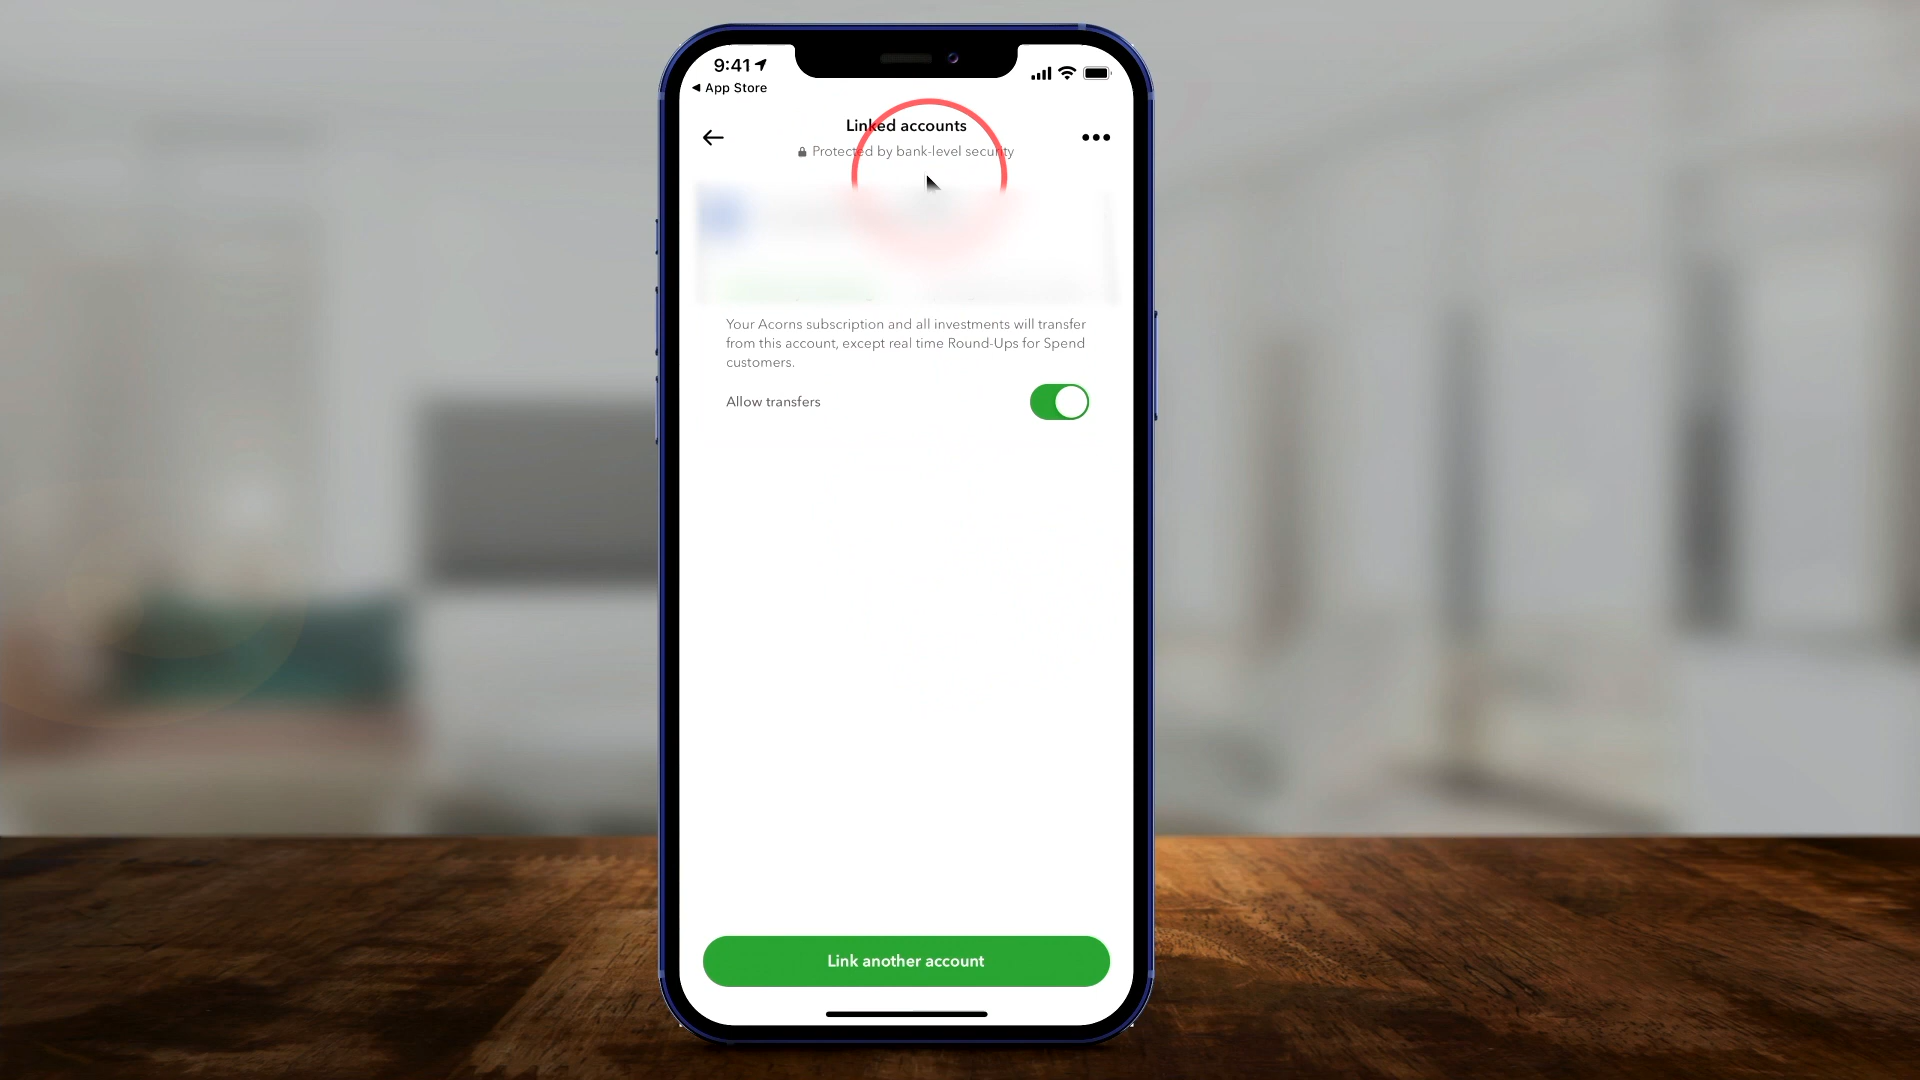 9:41
◀ App Store
Linked accounts
Protected by bank-level security
Your Acorns subscription and all investments will transfer
from this account, except real time Round-Ups for Spend
customers.
Allow transfers
Link another account